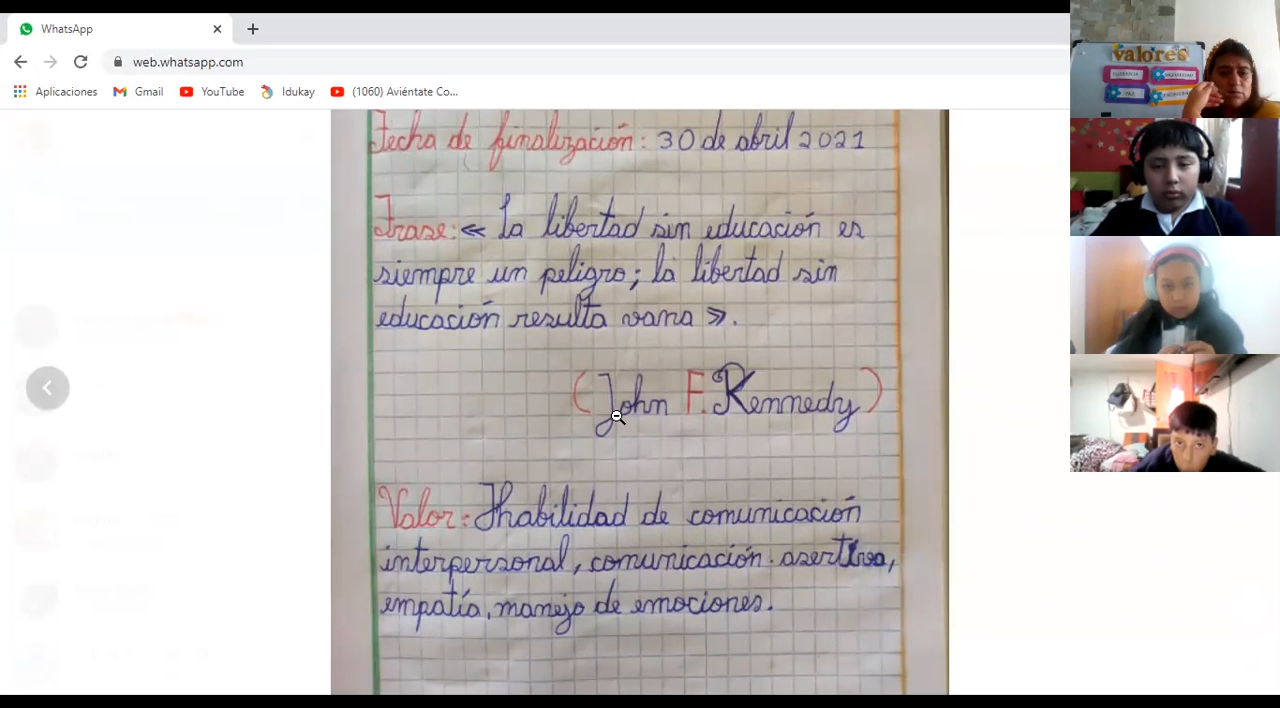 WhatsApp
web.whatsapp.com
Aplicaciones
Gmail
YouTube
Idukay
(1060) Aviéntate Co...
Fecha de finalización: 30 de abril 2021
Frase: « La libertad sin educación es
siempre un peligro; la libertad sin
educación resulta vana ».
(John F. Kennedy)
Valor: Habilidad de comunicación
interpersonal, comunicación asertiva,
empatía, manejo de emociones.
valores
PAZ